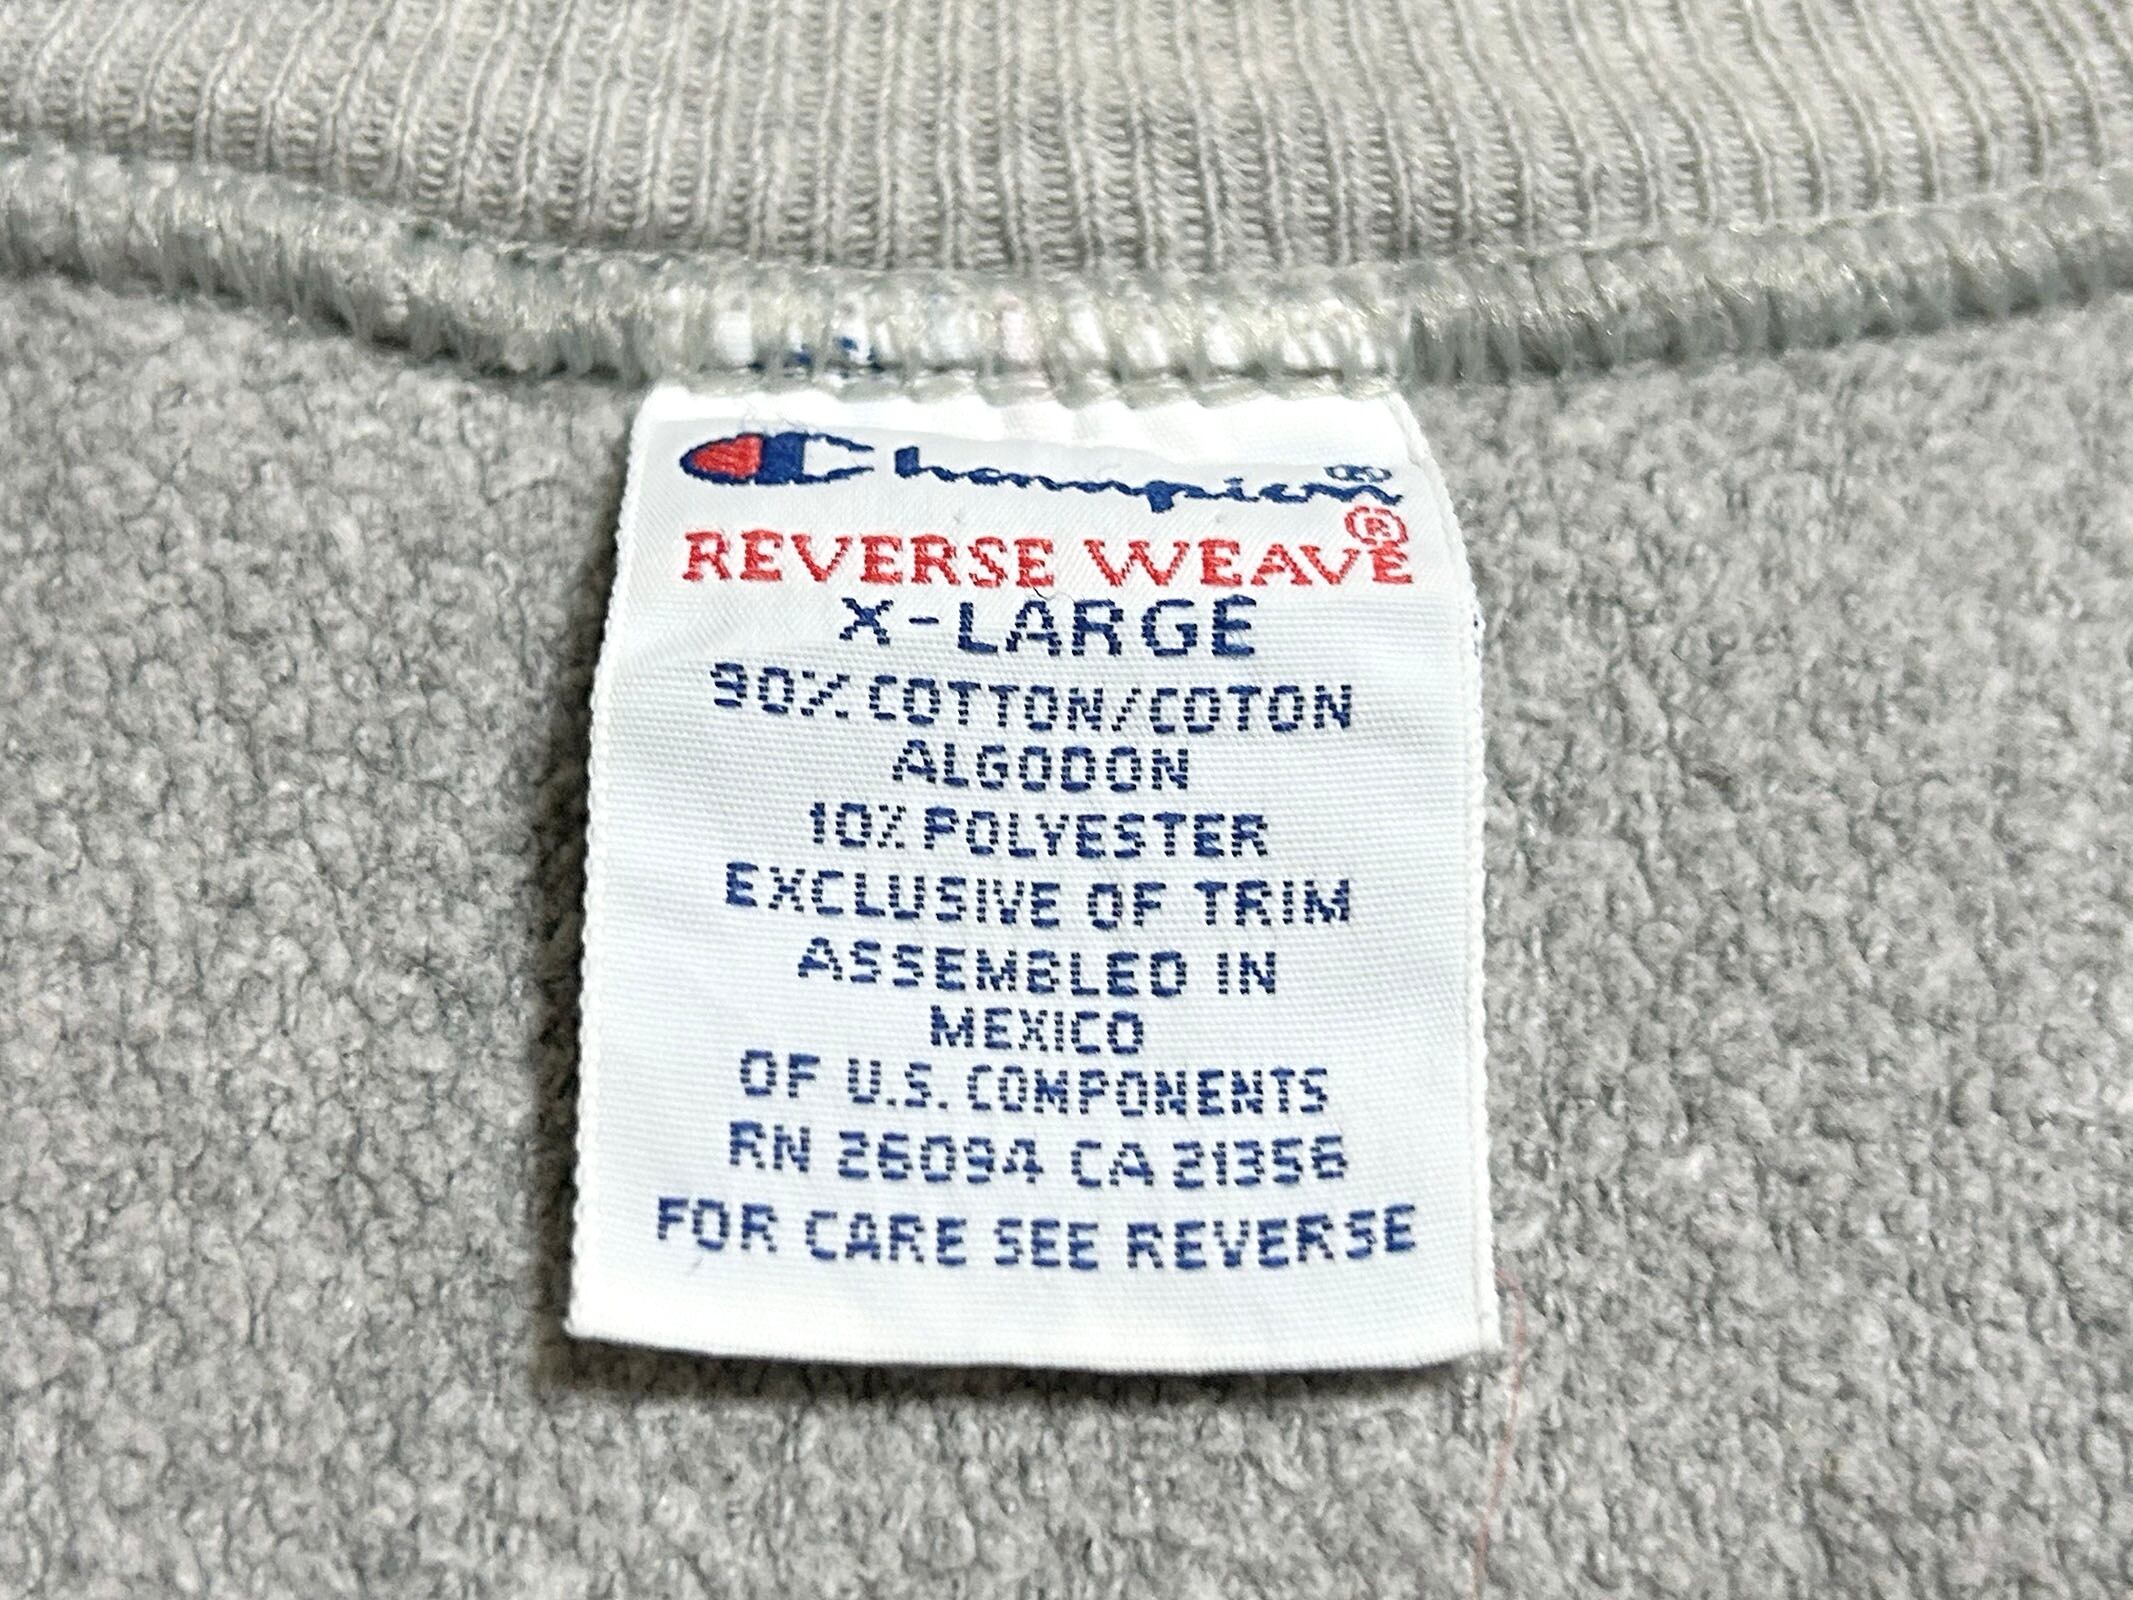 Champion®
REVERSE WEAVE®
X-LARGE
90% COTTON/COTON
ALGODON
10% POLYESTER
EXCLUSIVE OF TRIM
ASSEMBLED IN
MEXICO
OF U.S. COMPONENTS
RN 26094 CA 21356
FOR CARE SEE REVERSE